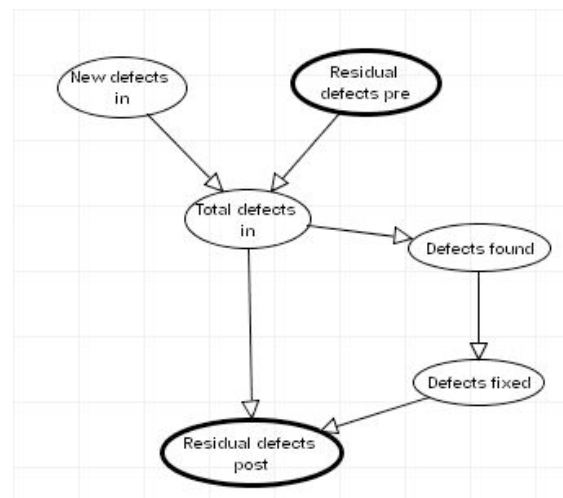 New defects
in
Residual
defects pre
Total defects
in
Defects found
Defects fixed
Residual defects
post